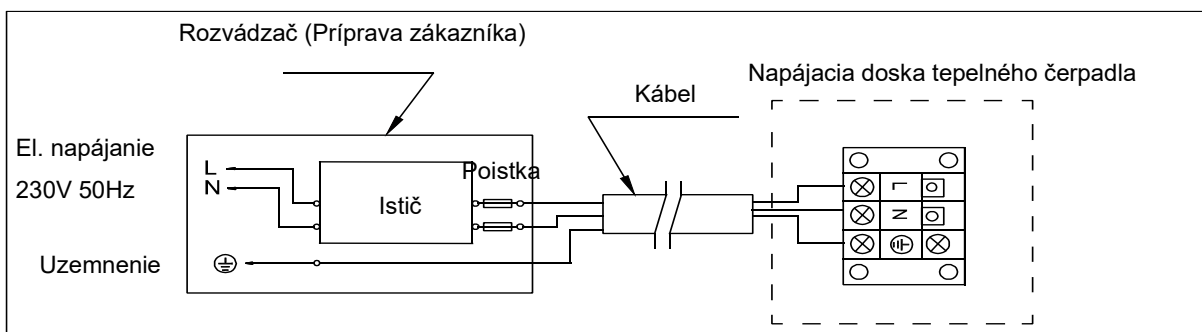 Rozvádzač (Príprava zákazníka)
Napájacia doska tepelného čerpadla
Kábel
El. napájanie
230V 50Hz
L
N
Poistka
Istič
Uzemnenie
L
N